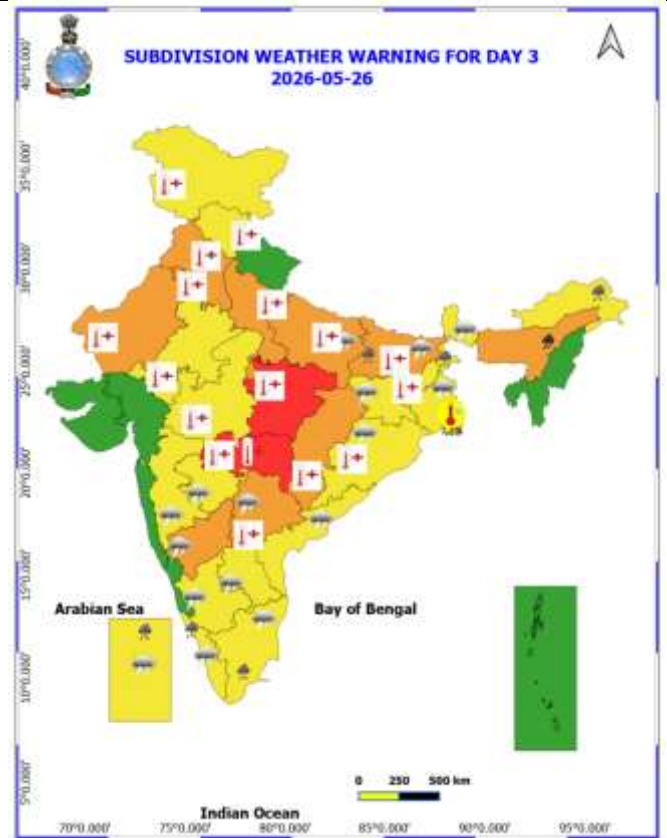 SUBDIVISION WEATHER WARNING FOR DAY 3
2026-05-26
40°0.000'
35°0.000'
30°0.000'
25°0.000'
20°0.000'
15°0.000'
10°0.000'
5°0.000'
Arabian Sea
Bay of Bengal
0 250 500 km
Indian Ocean
70°0.000' 75°0.000' 80°0.000' 85°0.000' 90°0.000' 95°0.000'